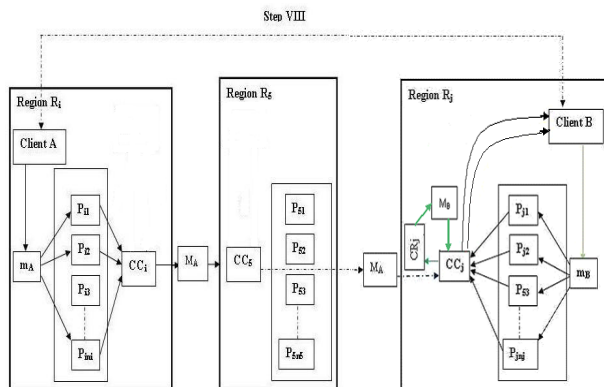 Step VIII
Region Ri
Region R5
Region Rj
Client A
Client B
Pi1
Pi2
Pi3
Pini
mA
CCi
MA
CC5
P51
P52
P53
P5n5
MA
CRj
MB
CCj
Pj1
Pj2
P53
Pjnj
mB